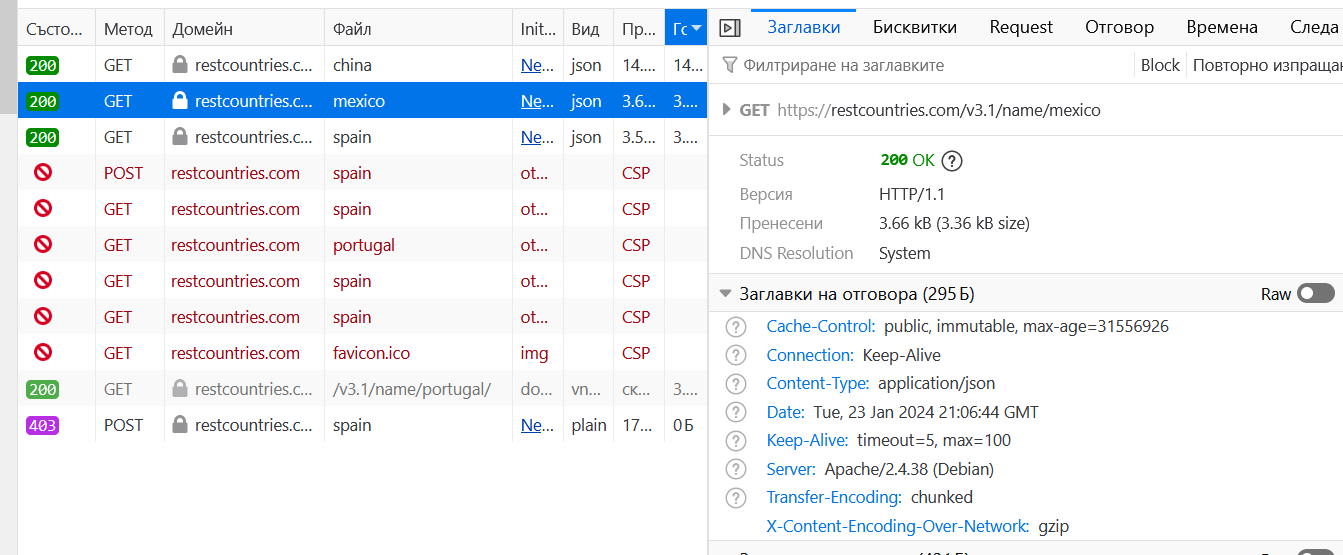 Състо... Метод Домейн Файл Init... Вид Пр... Гс
200 GET restcountries.c... china Ne... json 14.... 14...
200 GET restcountries.c... mexico Ne... json 3.6... 3....
200 GET restcountries.c... spain Ne... json 3.5... 3....
POST restcountries.com spain ot... CSP
GET restcountries.com spain ot... CSP
GET restcountries.com portugal ot... CSP
GET restcountries.com spain ot... CSP
GET restcountries.com spain ot... CSP
GET restcountries.com favicon.ico img CSP
200 GET restcountries.c... /v3.1/name/portugal/ do... vn... ск... 3....
403 POST restcountries.c... spain Ne... plain 17... 0 Б
Заглавки Бисквитки Request Отговор Времена Следа
Филтриране на заглавките Block Повторно изпращан
GET https://restcountries.com/v3.1/name/mexico
Status 200 OK ?
Версия HTTP/1.1
Пренесени 3.66 kB (3.36 kB size)
DNS Resolution System
Заглавки на отговора (295 Б) Raw
? Cache-Control: public, immutable, max-age=31556926
? Connection: Keep-Alive
? Content-Type: application/json
? Date: Tue, 23 Jan 2024 21:06:44 GMT
? Keep-Alive: timeout=5, max=100
? Server: Apache/2.4.38 (Debian)
? Transfer-Encoding: chunked
X-Content-Encoding-Over-Network: gzip